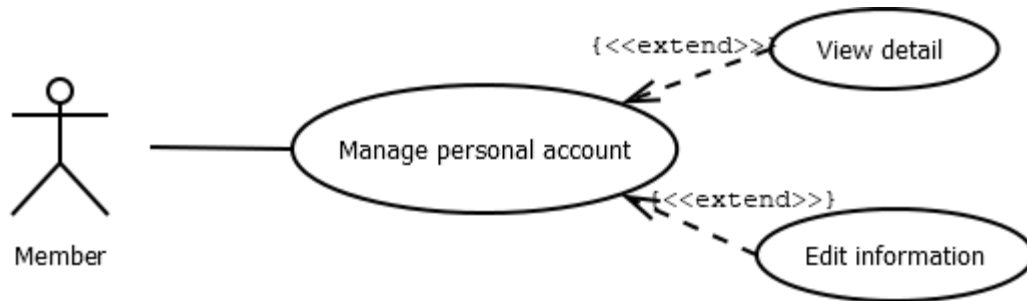 {<<extend>>}
View detail
Manage personal account
{<<extend>>}
Member
Edit information